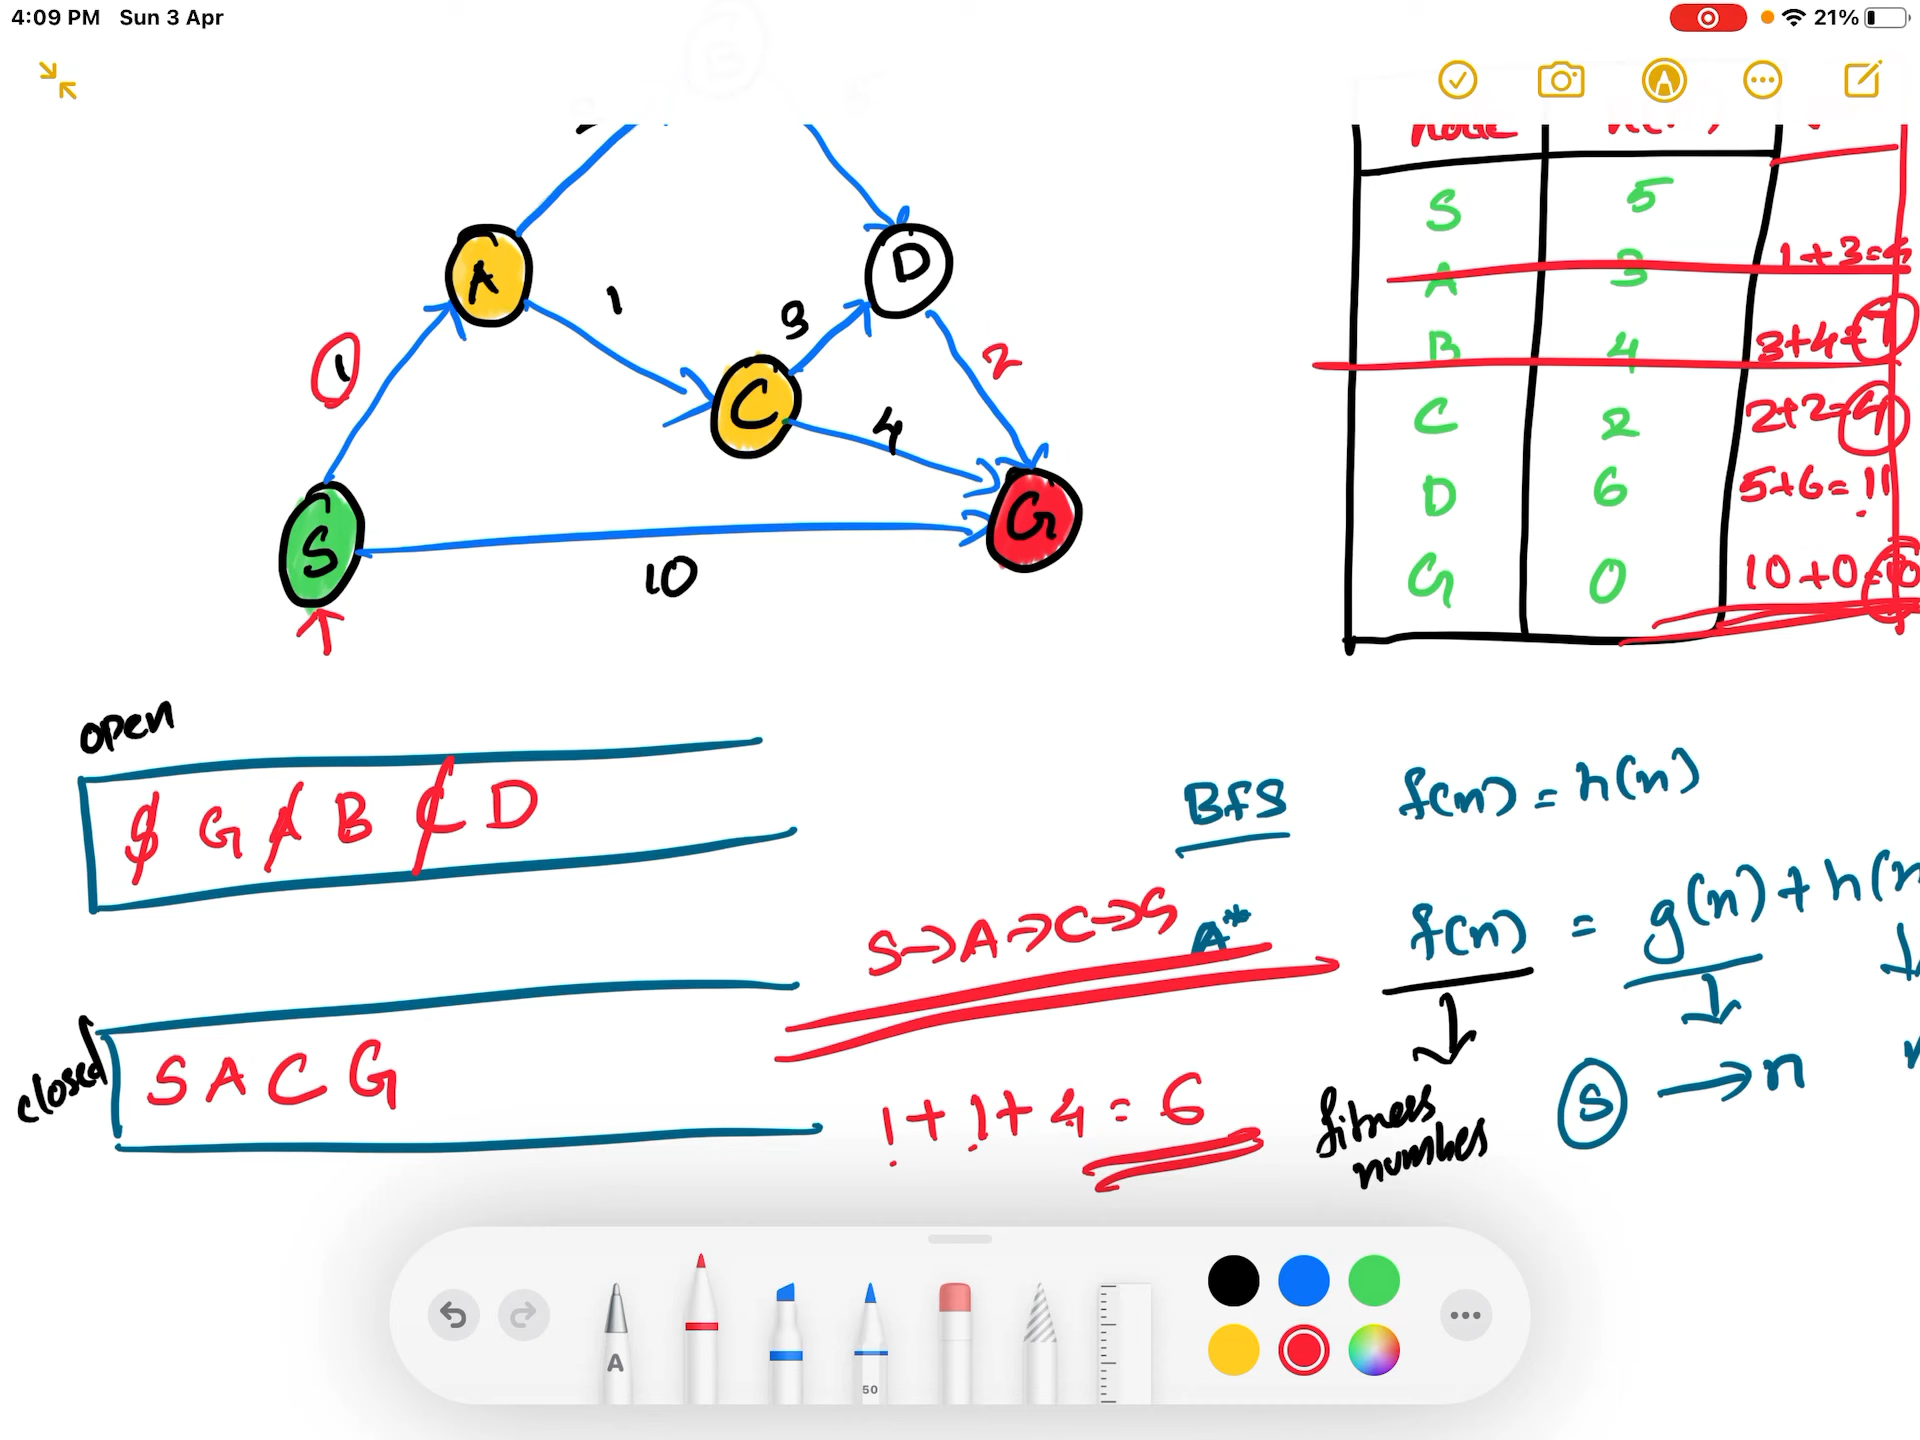 4:09 PM Sun 3 Apr
21%
B
A
1
D
3
1
C
4
2
S
10
G
S 5
A 3 1+3=4
B 4 3+4=7
C 2 2+2=4
D 6 5+6=11
G 0 10+0=10
open
S G A B C D
BfS f(n) = h(n)
S→A→C→G
A* f(n) = g(n) + h(n
closed
S A C G
1+1+4=6
fitness
number
S → n
A
50